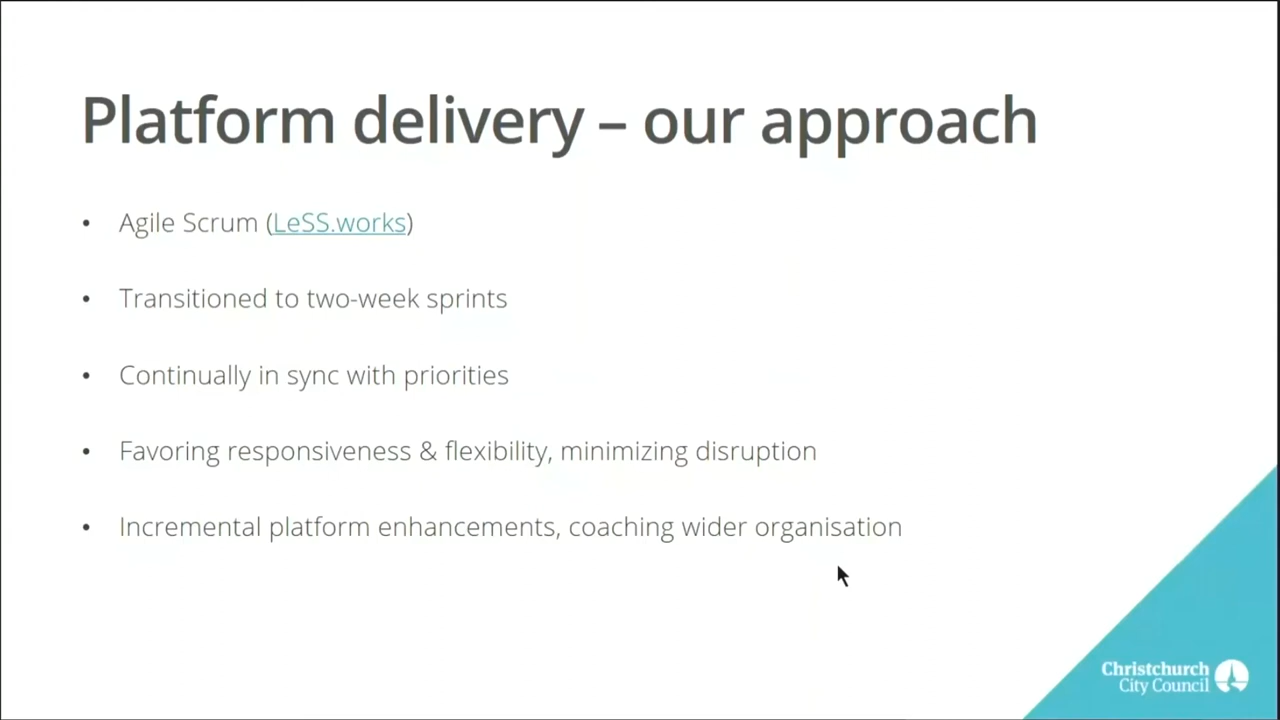 Platform delivery – our approach
• Agile Scrum (LeSS.works)
• Transitioned to two-week sprints
• Continually in sync with priorities
• Favoring responsiveness & flexibility, minimizing disruption
• Incremental platform enhancements, coaching wider organisation
Christchurch
City Council